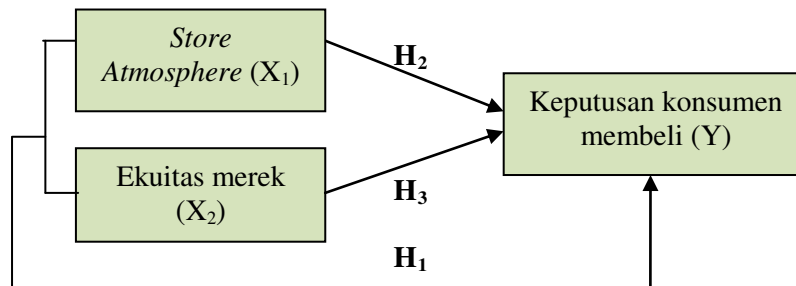 Store
Atmosphere (X₁)
H₂
Keputusan konsumen
membeli (Y)
Ekuitas merek
(X₂)
H₃
H₁